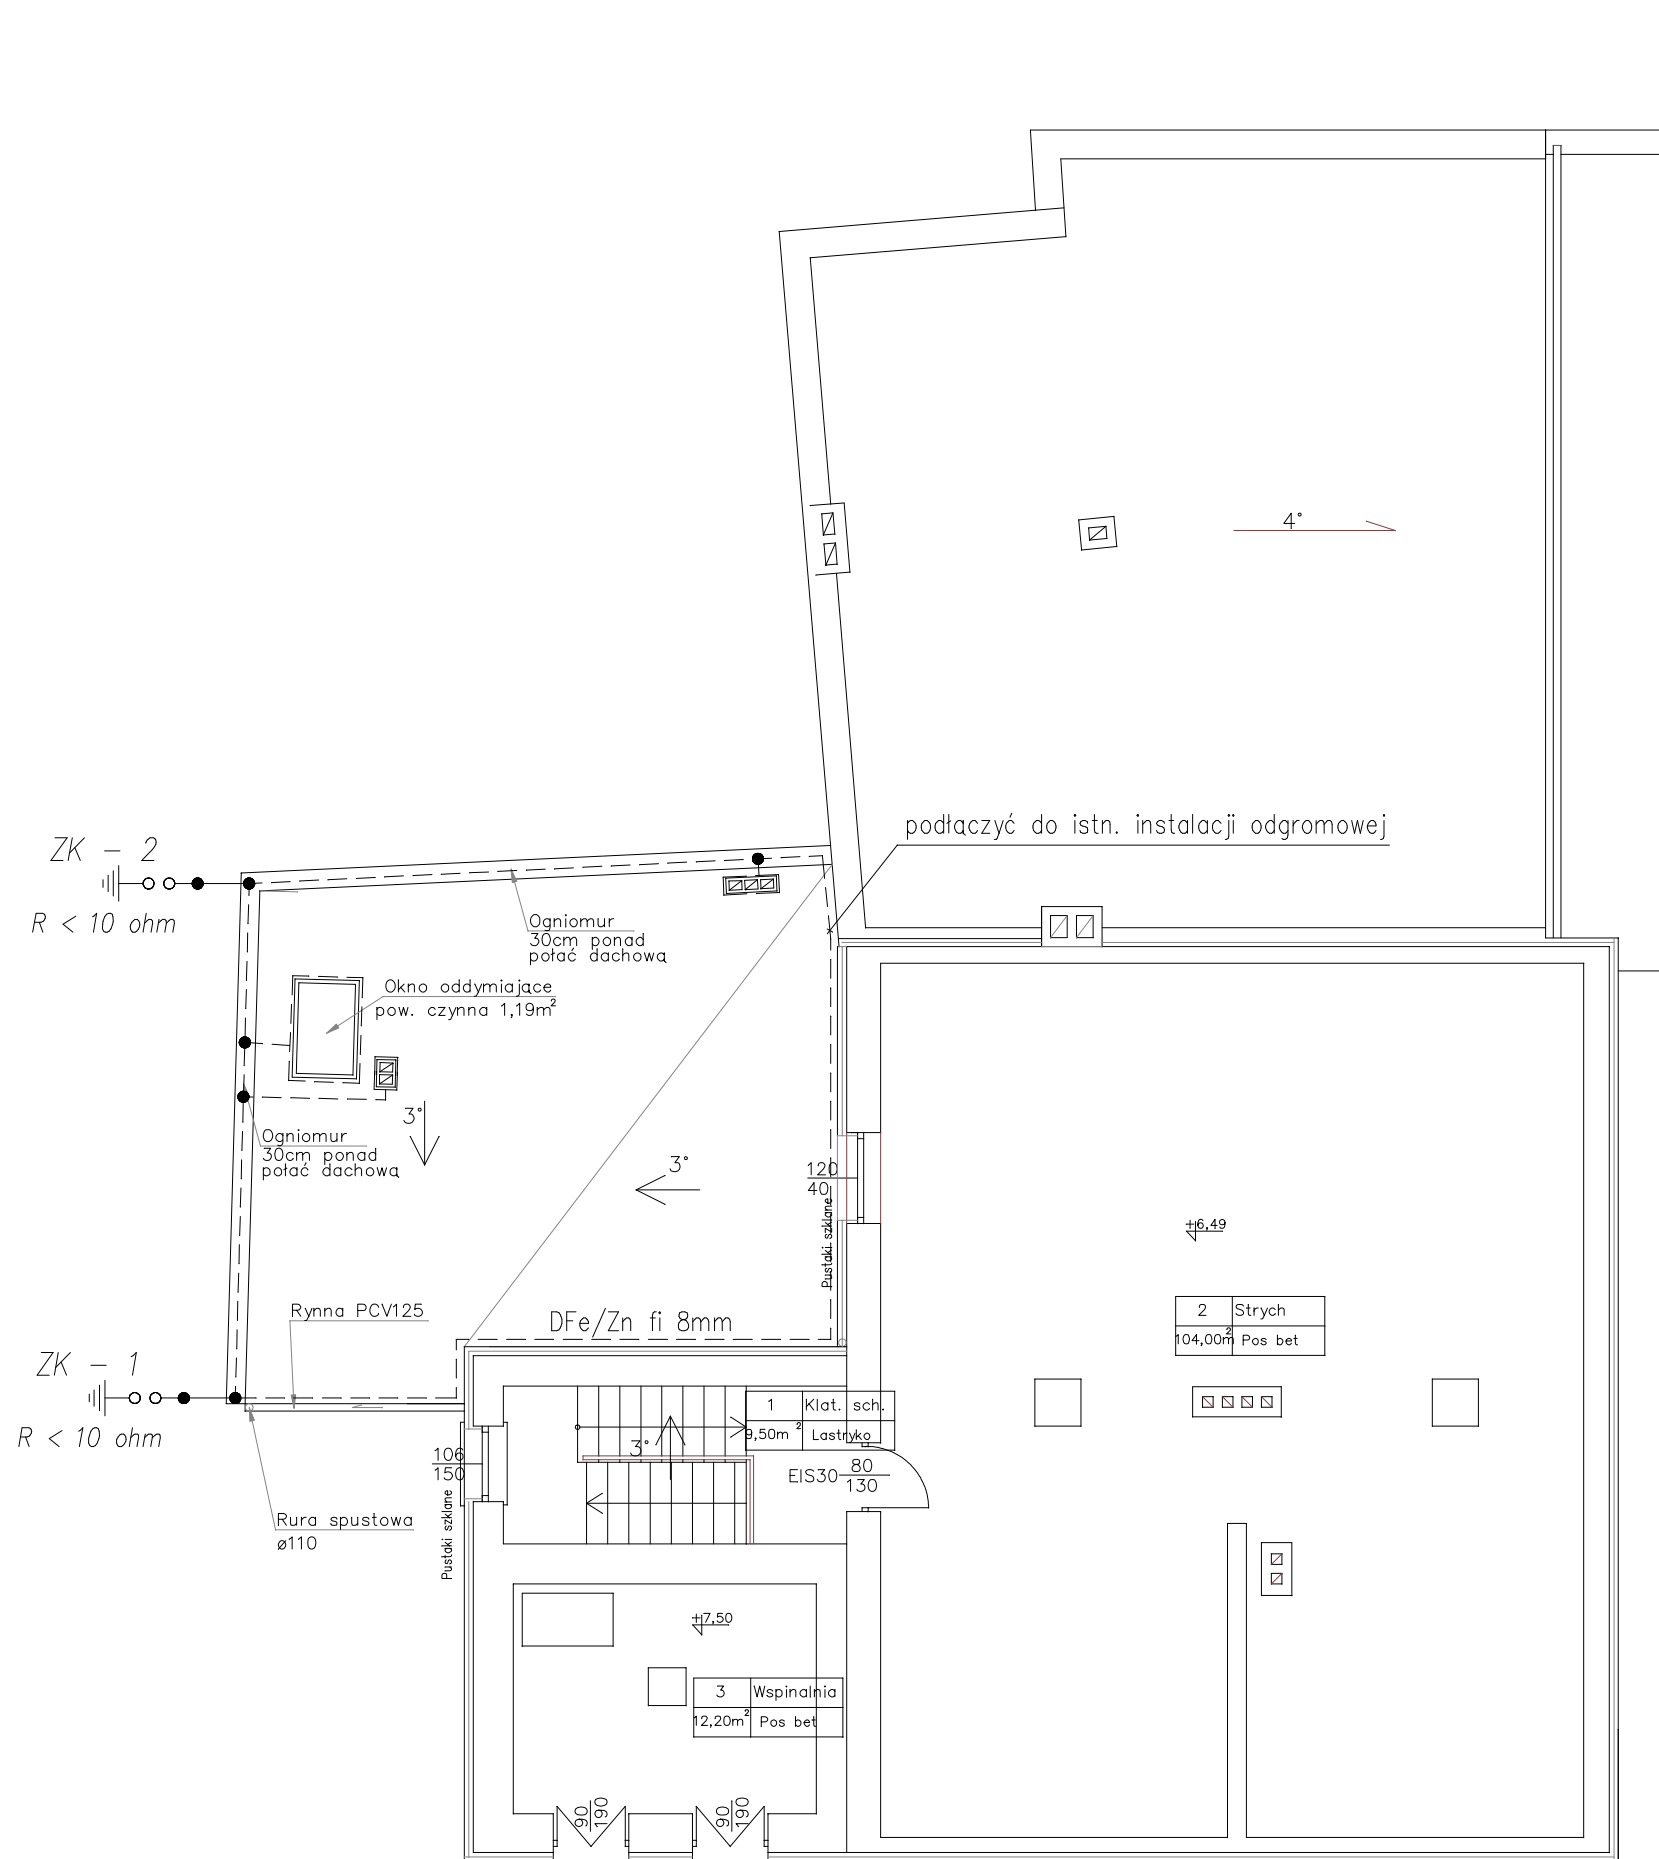 4°
podłączyć do istn. instalacji odgromowej
ZK - 2
R < 10 ohm
Ogniomur
30cm ponad
połać dachową
Okno oddymiające
pow. czynna 1,19m²
3°
Ogniomur
30cm ponad
połać dachową
3°
120
40
Pustaki szklane
+6,49
2 Strych
104,00m² Pos bet
Rynna PCV125
DFe/Zn fi 8mm
ZK - 1
R < 10 ohm
1 Klat. sch.
9,50m² Lastryko
3°
106
150
Pustaki szklane
EIS30 80
130
Rura spustowa
ø110
+7,50
3 Wspinalnia
12,20m² Pos bet
90
190
90
190